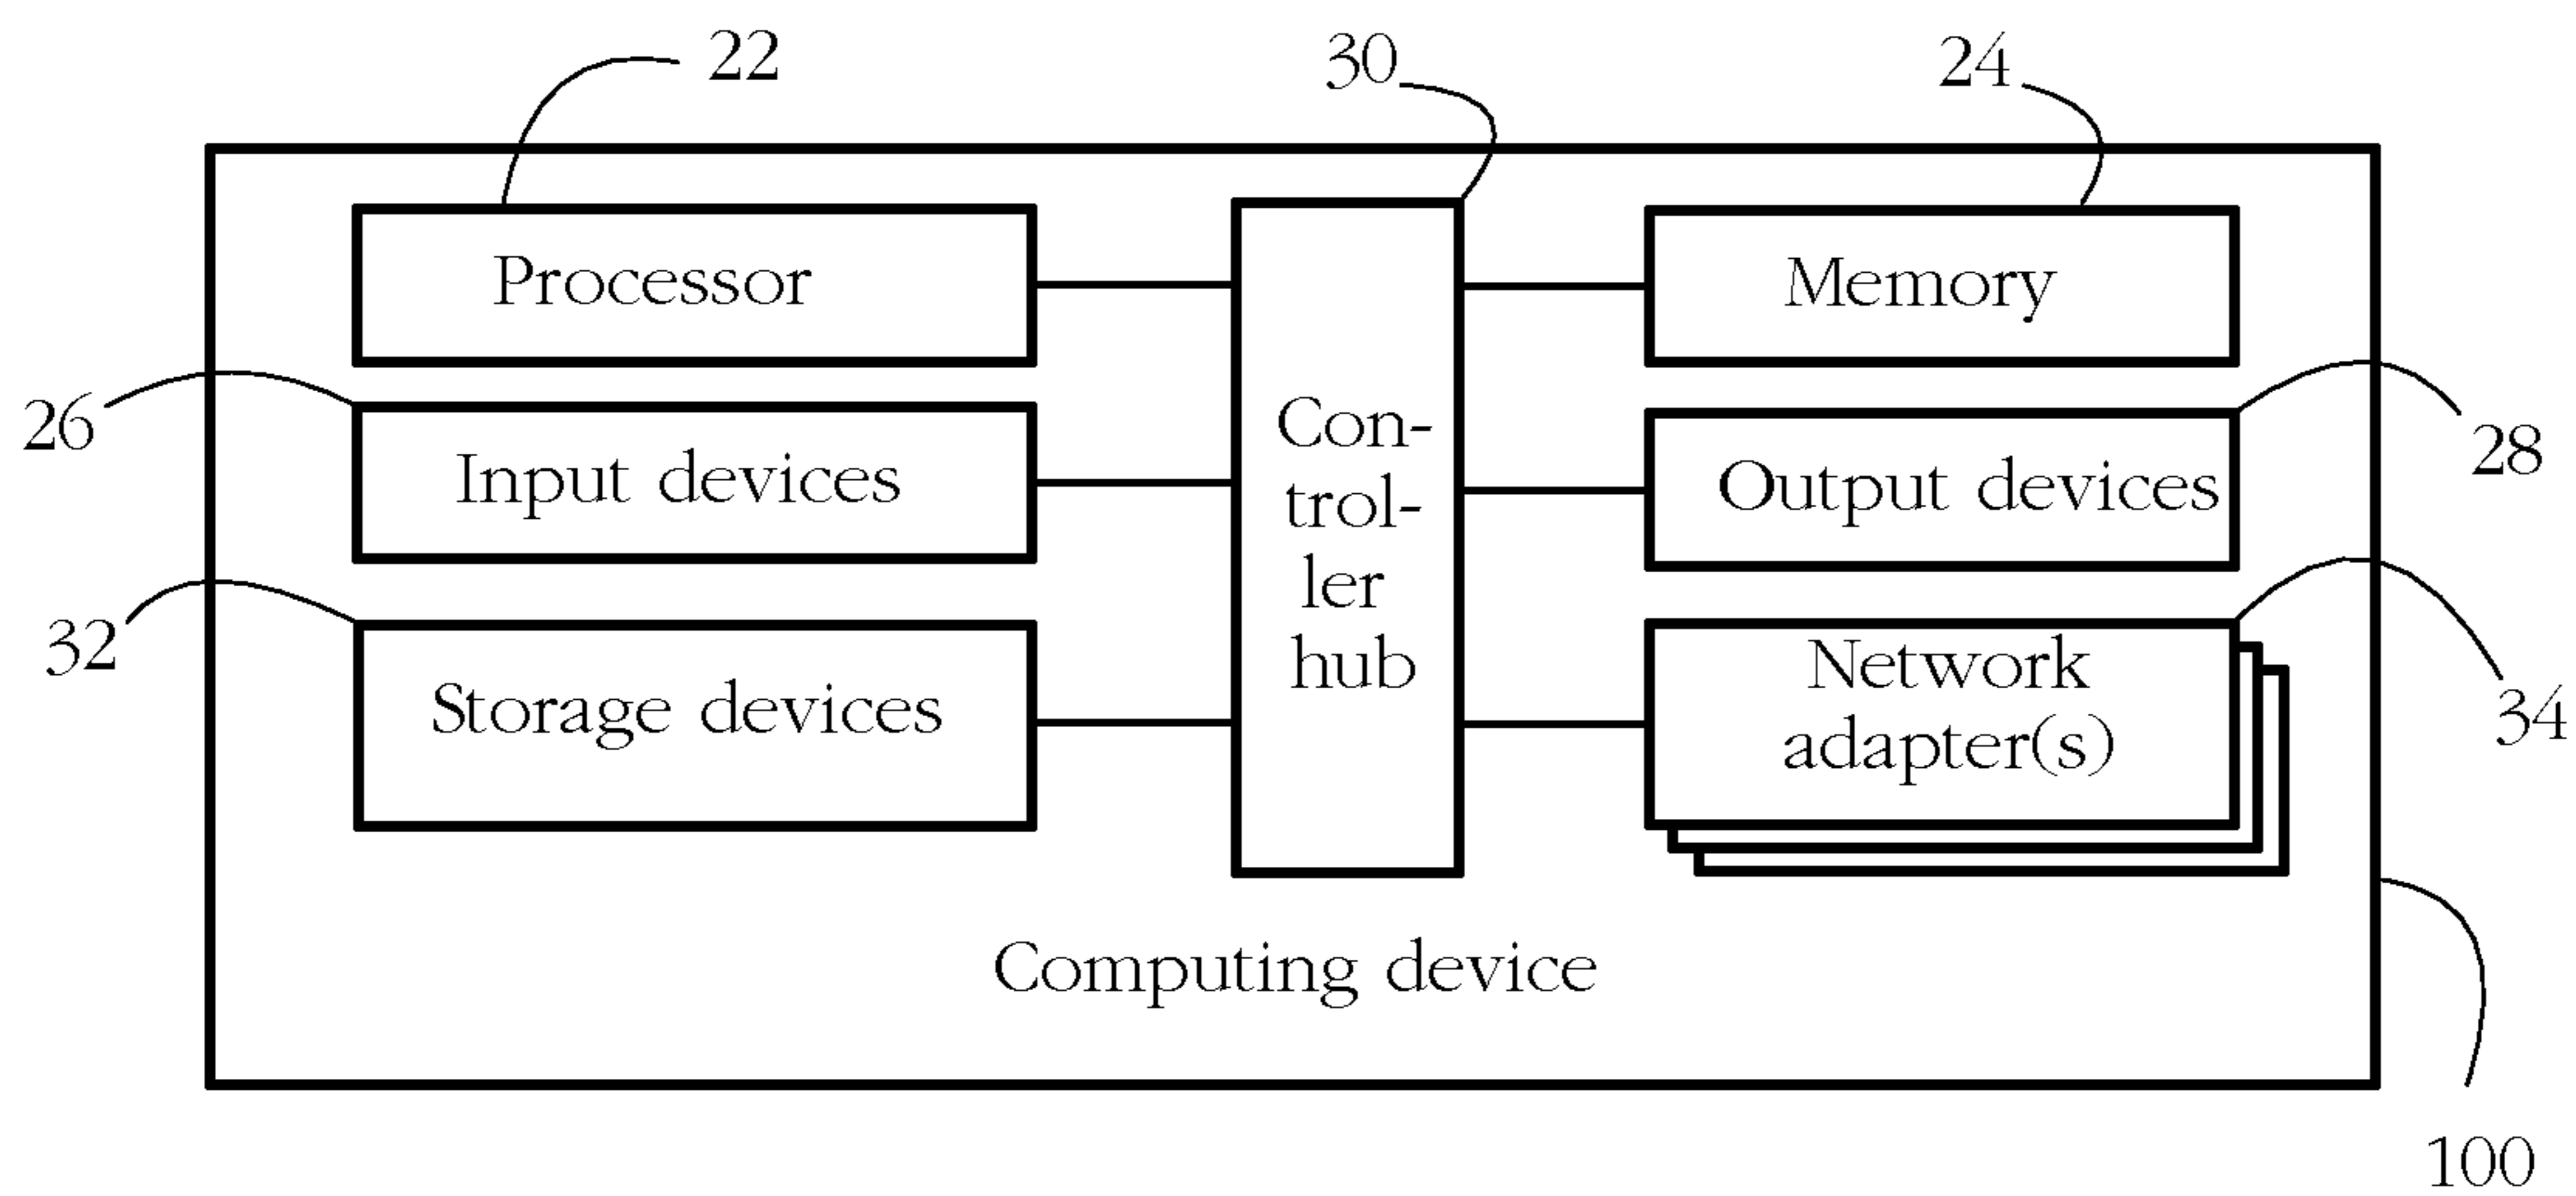 22
30
24
Processor
Memory
26
Input devices
Con-
trol-
ler
hub
Output devices
28
32
Storage devices
Network
adapter(s)
34
Computing device
100